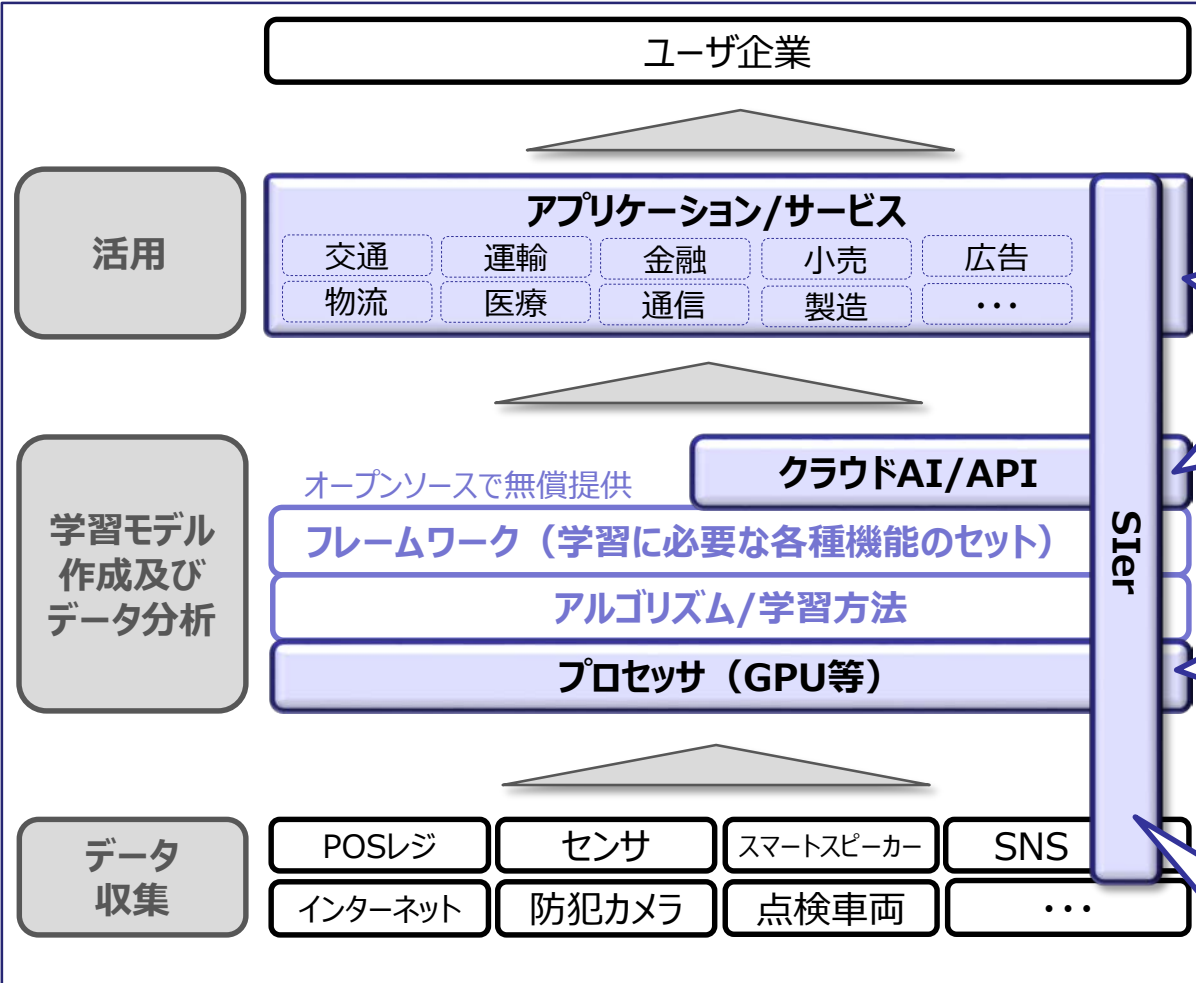 ユーザ企業
活用
アプリケーション/サービス
交通
運輸
金融
小売
広告
物流
医療
通信
製造
・・・
学習モデル
作成及び
データ分析
オープンソースで無償提供
クラウドAI/API
フレームワーク（学習に必要な各種機能のセット）
アルゴリズム/学習方法
プロセッサ（GPU等）
SIer
データ
収集
POSレジ
センサ
スマートスピーカー
SNS
インターネット
防犯カメラ
点検車両
・・・